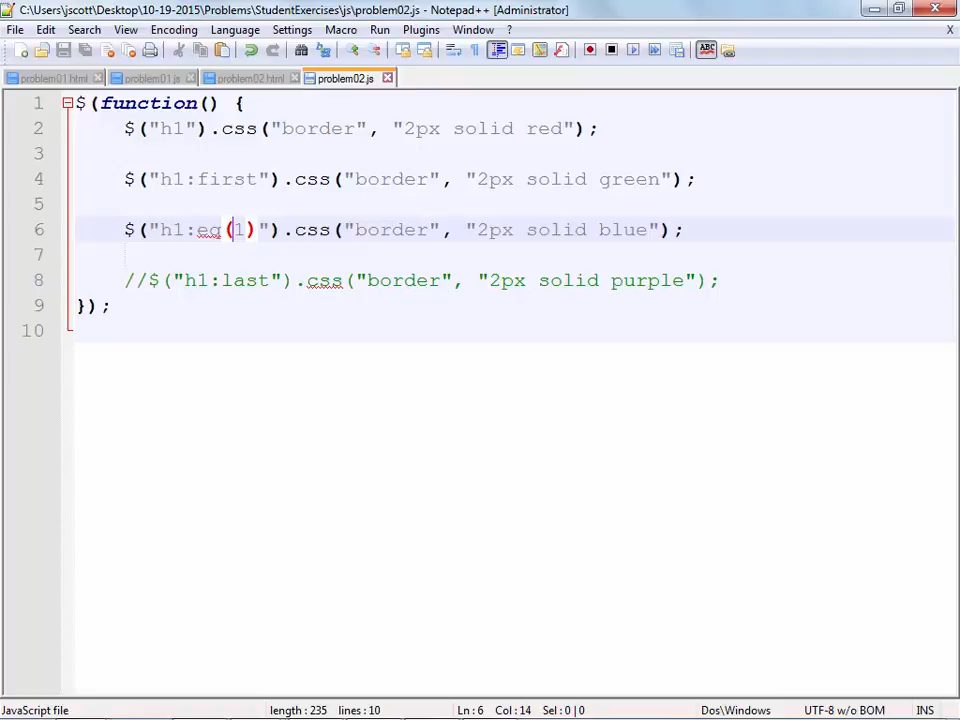 C:\Users\jscott\Desktop\10-19-2015\Problems\StudentExercises\js\problem02.js - Notepad++ [Administrator]
File Edit Search View Encoding Language Settings Macro Run Plugins Window ? X
problem01.html problem01.js problem02.html problem02.js
1 $(function() {
2 $("h1").css("border", "2px solid red");
3
4 $("h1:first").css("border", "2px solid green");
5
6 $("h1:eq(1)").css("border", "2px solid blue");
7
8 //$("h1:last").css("border", "2px solid purple");
9 });
10
JavaScript file length : 235 lines : 10 Ln : 6 Col : 14 Sel : 0 | 0 Dos\Windows UTF-8 w/o BOM INS